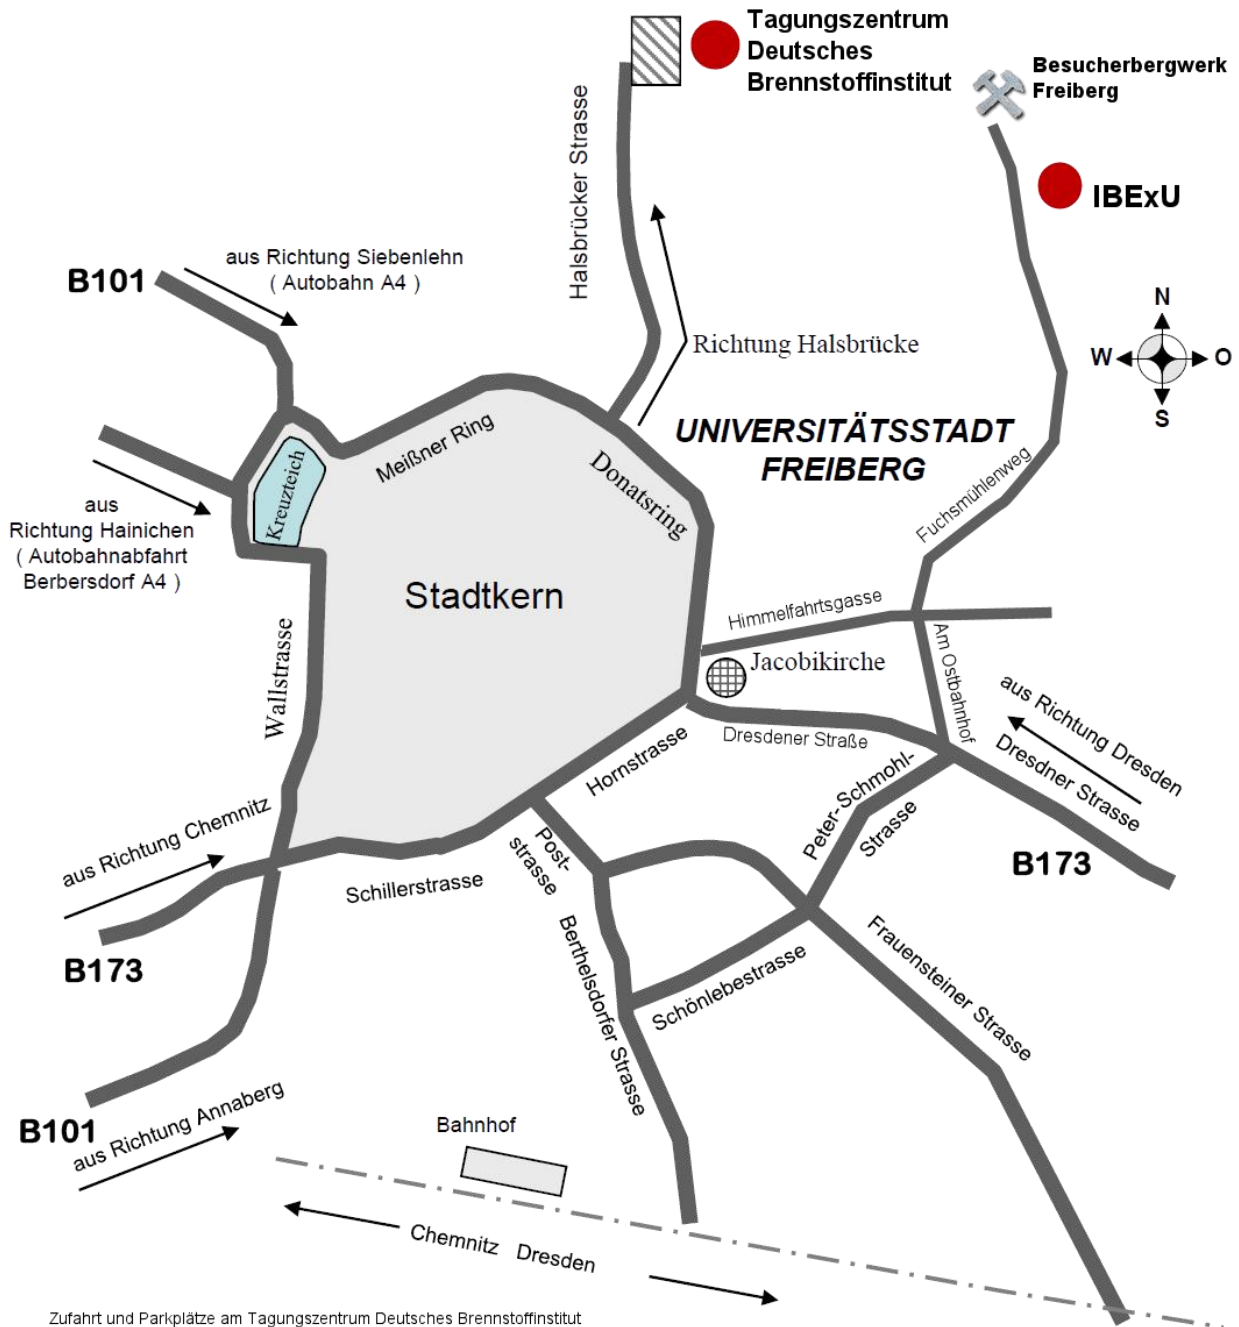 Tagungszentrum
Deutsches
Brennstoffinstitut
Besucherbergwerk
Freiberg
IBExU
Halsbrücker Strasse
aus Richtung Siebenlehn
( Autobahn A4 )
B101
N
W
O
S
Richtung Halsbrücke
UNIVERSITÄTSSTADT
FREIBERG
Meißner Ring
Donatsring
Kreuzteich
Fuchsmühlenweg
aus
Richtung Hainichen
( Autobahnabfahrt
Berbersdorf A4 )
Stadtkern
Himmelfahrtsgasse
Jacobikirche
Am Ostbahnhof
Wallstrasse
aus Richtung Dresden
Dresdner Strasse
Dresdener Straße
Hornstrasse
Peter-Schmohl-
Strasse
B173
aus Richtung Chemnitz
Post-
strasse
Schillerstrasse
B173
Berthelsdorfer Strasse
Schönlebestrasse
Frauensteiner Strasse
B101
aus Richtung Annaberg
Bahnhof
Chemnitz Dresden
Zufahrt und Parkplätze am Tagungszentrum Deutsches Brennstoffinstitut